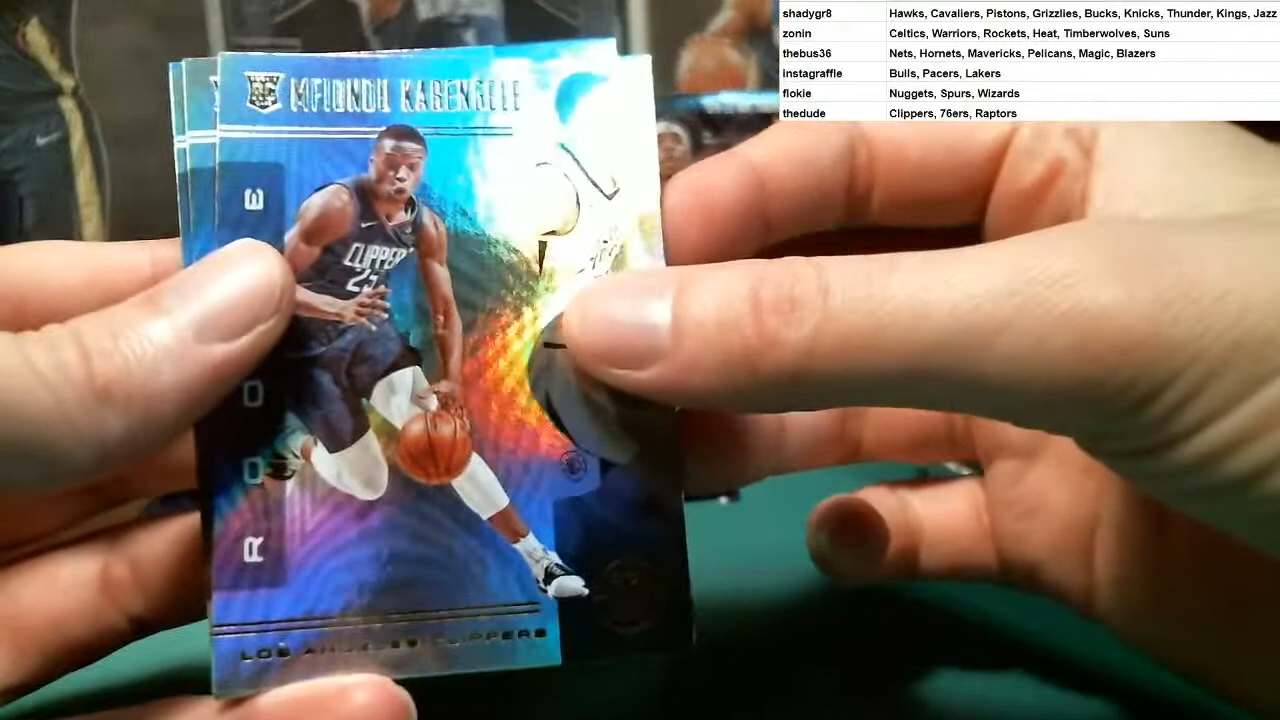 shadygr8 Hawks, Cavaliers, Pistons, Grizzlies, Bucks, Knicks, Thunder, Kings, Jazz
zonin Celtics, Warriors, Rockets, Heat, Timberwolves, Suns
thebus36 Nets, Hornets, Mavericks, Pelicans, Magic, Blazers
instagraffle Bulls, Pacers, Lakers
flokie Nuggets, Spurs, Wizards
thedude Clippers, 76ers, Raptors
RC MFIONDU KABENGELE
ROOKIE
CLIPPERS
25
LOS ANGELES CLIPPERS